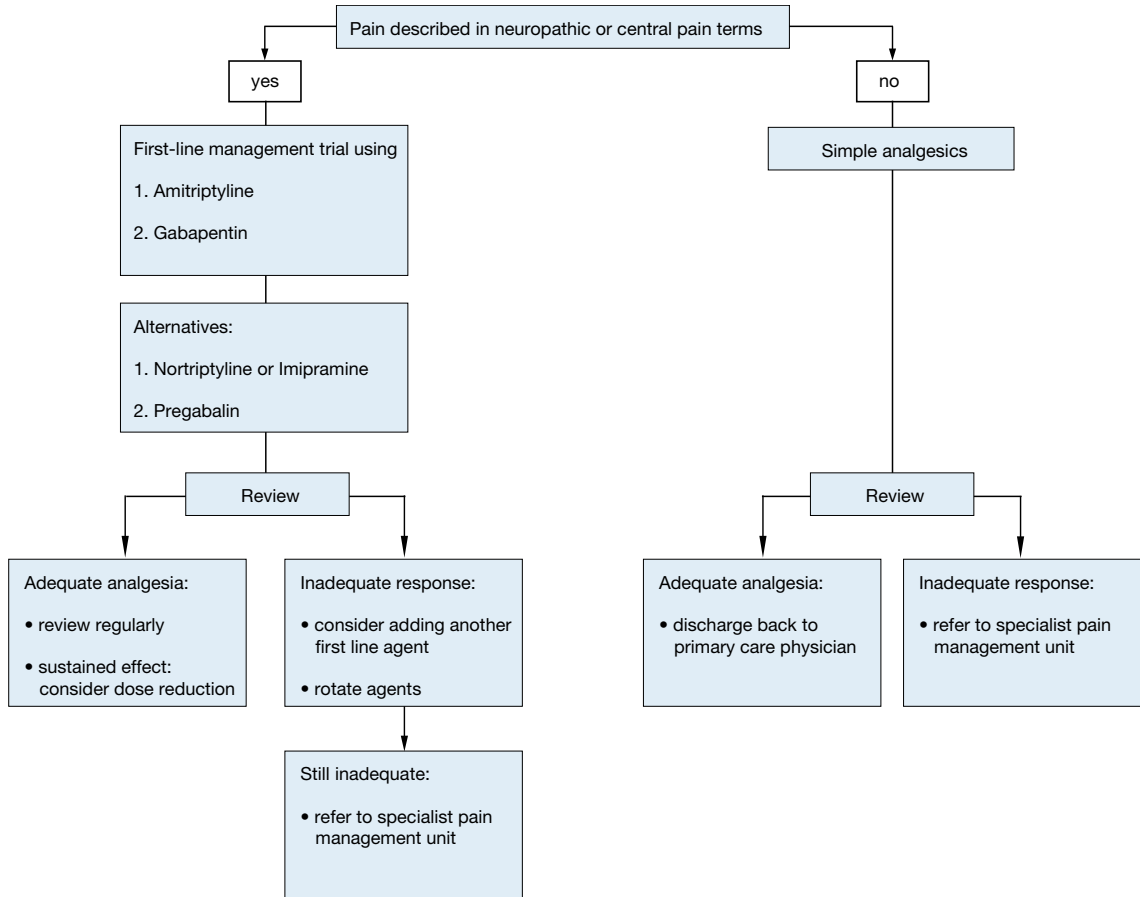 Pain described in neuropathic or central pain terms
yes
no
First-line management trial using
1. Amitriptyline
2. Gabapentin
Simple analgesics
Alternatives:
1. Nortriptyline or Imipramine
2. Pregabalin
Review
Review
Adequate analgesia:
• review regularly
• sustained effect:
consider dose reduction
Inadequate response:
• consider adding another
first line agent
• rotate agents
Adequate analgesia:
• discharge back to
primary care physician
Inadequate response:
• refer to specialist pain
management unit
Still inadequate:
• refer to specialist pain
management unit